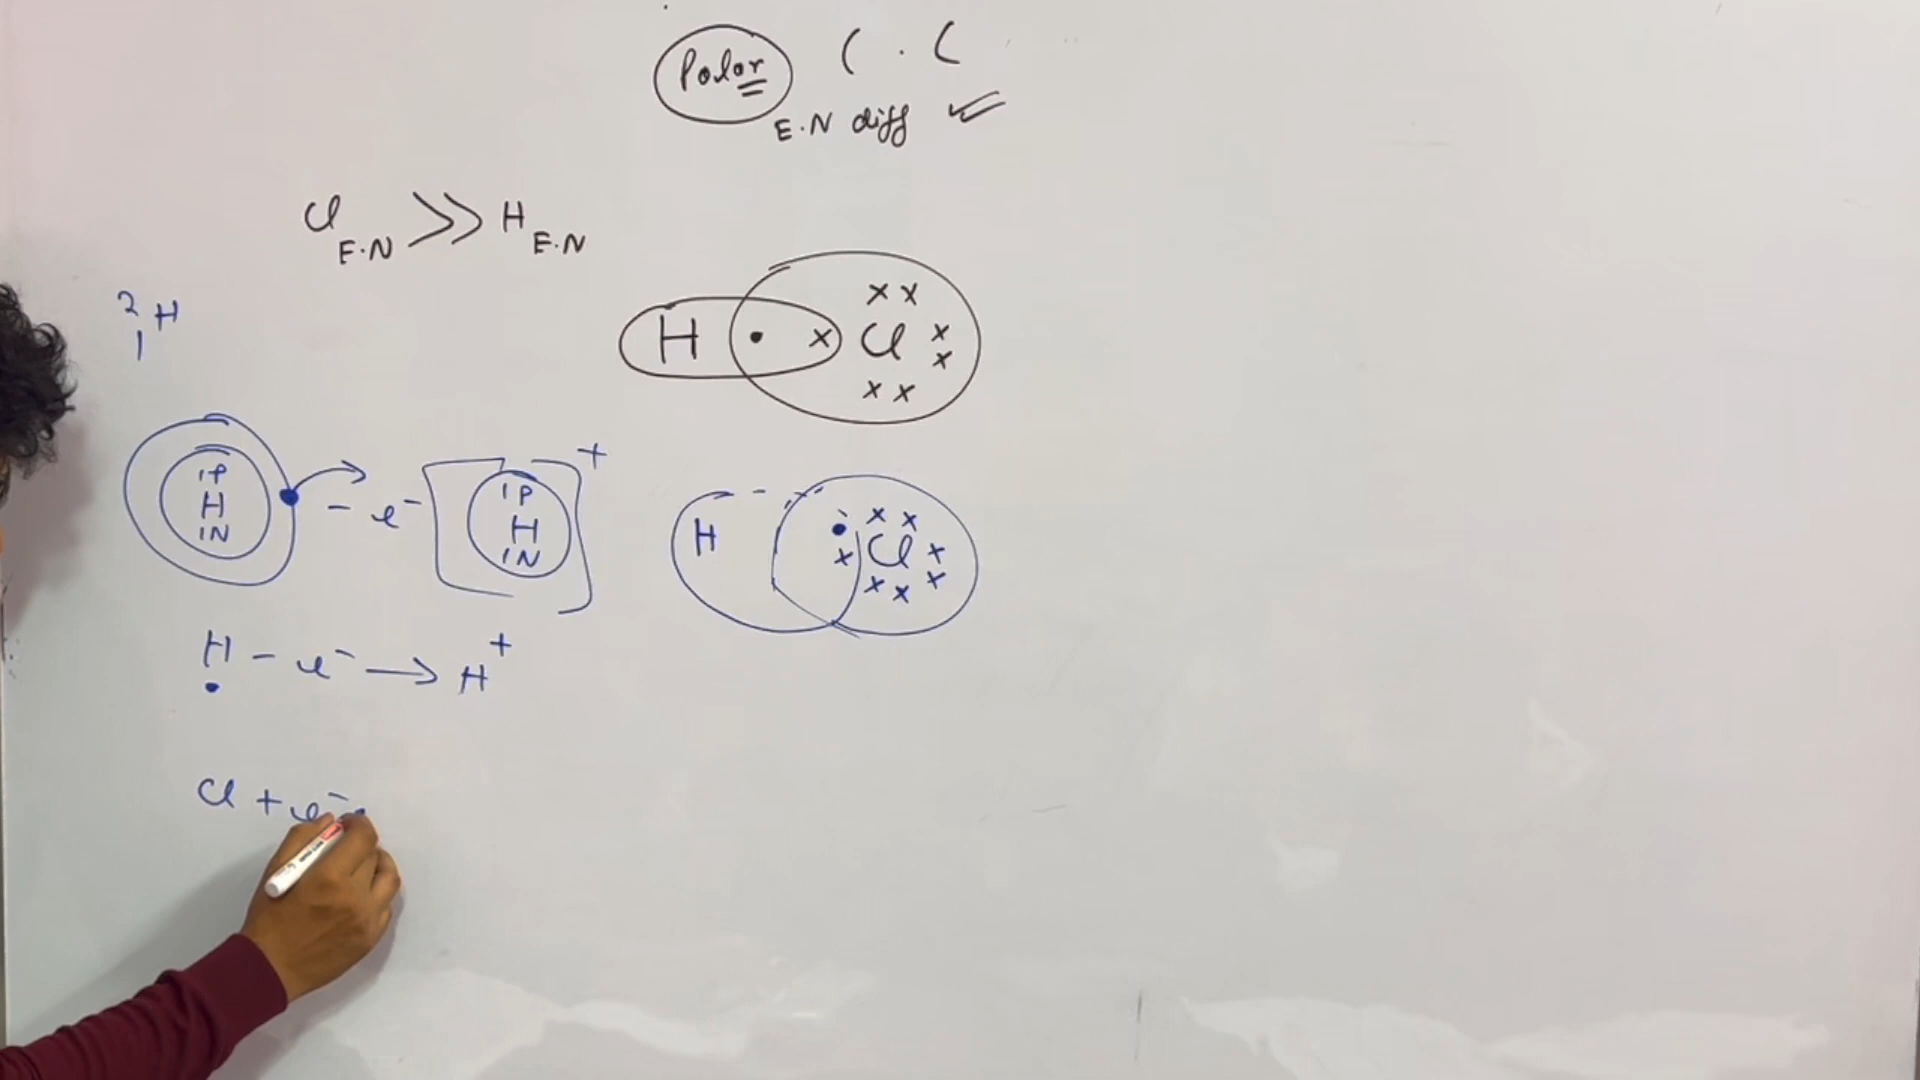 Polar ( . (
E.N diff
Cl E.N >> H E.N
2 1 H
H • x Cl x x x x x x
1P H 1N - e⁻ [1P H 1N]⁺
H • x Cl x x x x x x
H - e⁻ → H⁺
Cl + e⁻